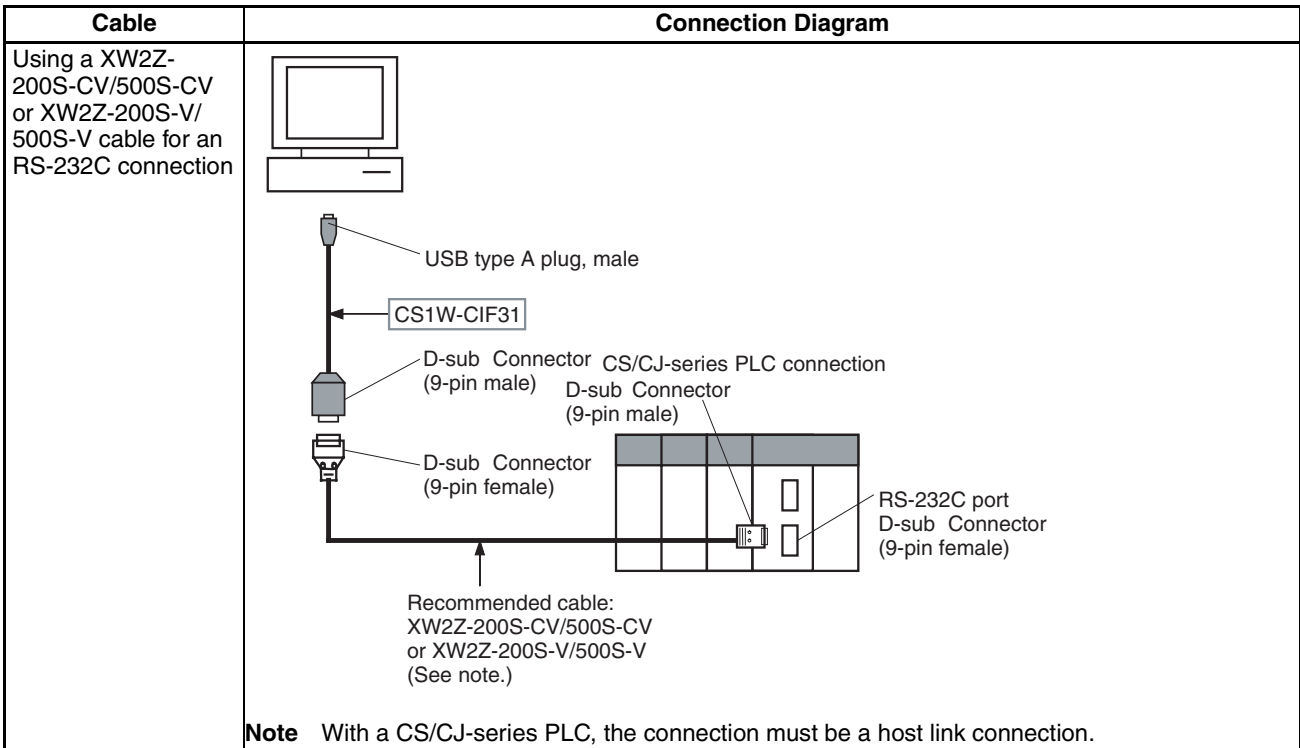 Cable
Connection Diagram
Using a XW2Z-
200S-CV/500S-CV
or XW2Z-200S-V/
500S-V cable for an
RS-232C connection
USB type A plug, male
CS1W-CIF31
D-sub Connector
(9-pin male)
CS/CJ-series PLC connection
D-sub Connector
(9-pin male)
D-sub Connector
(9-pin female)
RS-232C port
D-sub Connector
(9-pin female)
Recommended cable:
XW2Z-200S-CV/500S-CV
or XW2Z-200S-V/500S-V
(See note.)
Note With a CS/CJ-series PLC, the connection must be a host link connection.